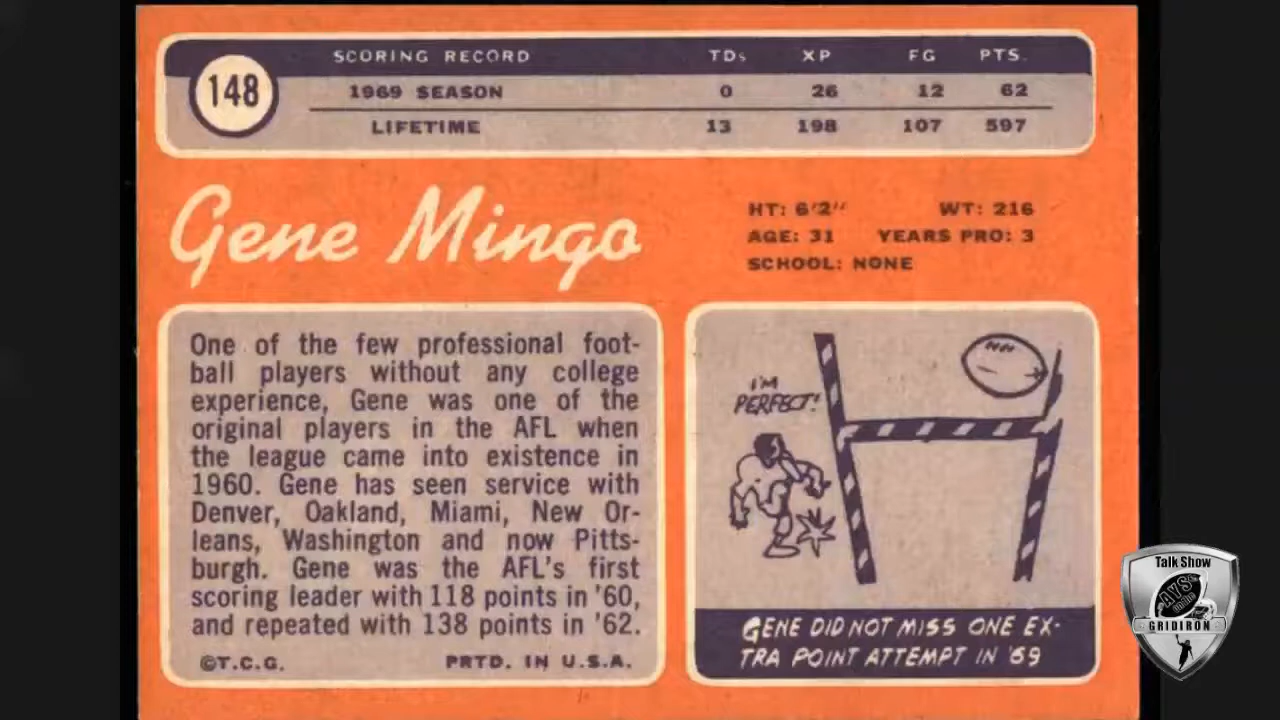 148
SCORING RECORD TDs XP FG PTS.
1969 SEASON 0 26 12 62
LIFETIME 13 198 107 597
Gene Mingo
HT: 6'2" WT: 216
AGE: 31 YEARS PRO: 3
SCHOOL: NONE
One of the few professional foot-
ball players without any college
experience, Gene was one of the
original players in the AFL when
the league came into existence in
1960. Gene has seen service with
Denver, Oakland, Miami, New Or-
leans, Washington and now Pitts-
burgh. Gene was the AFL's first
scoring leader with 118 points in '60,
and repeated with 138 points in '62.
©T.C.G. PRTD. IN U.S.A.
I'M
PERFECT!
GENE DID NOT MISS ONE EX-
TRA POINT ATTEMPT IN '69
Talk Show
GRIDIRON